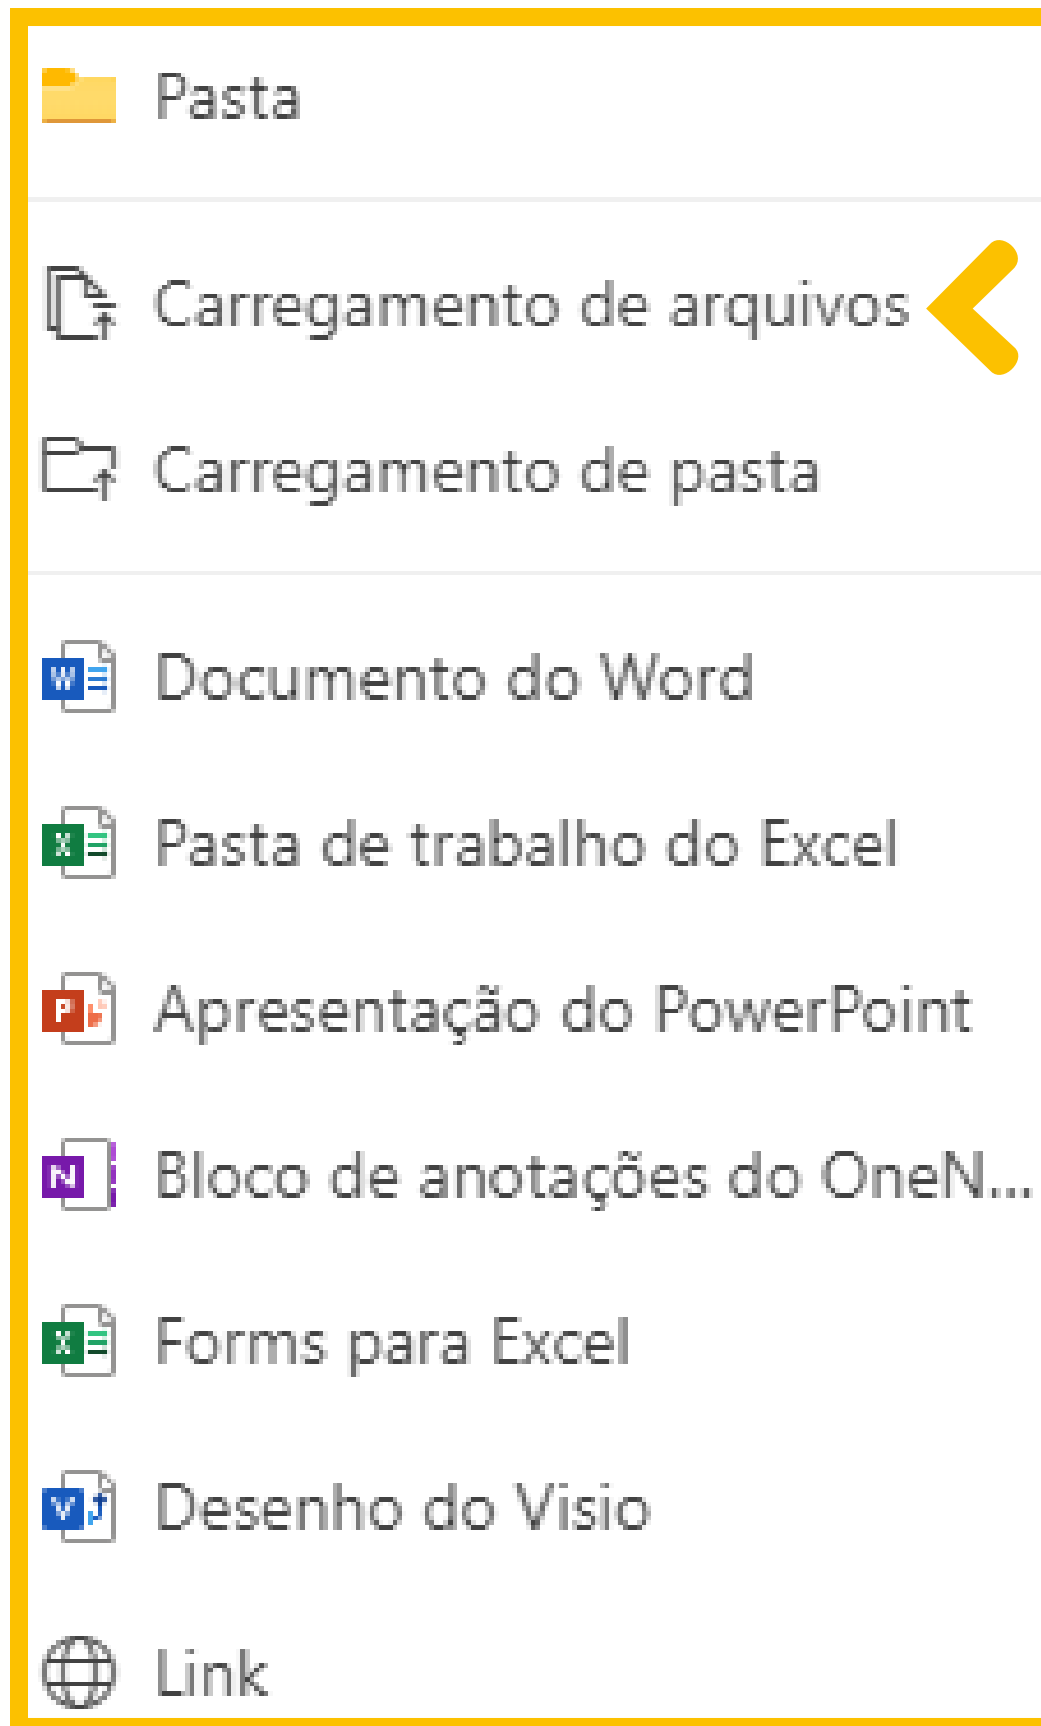 Pasta
Carregamento de arquivos
Carregamento de pasta
Documento do Word
Pasta de trabalho do Excel
Apresentação do PowerPoint
Bloco de anotações do OneN...
Forms para Excel
Desenho do Visio
Link